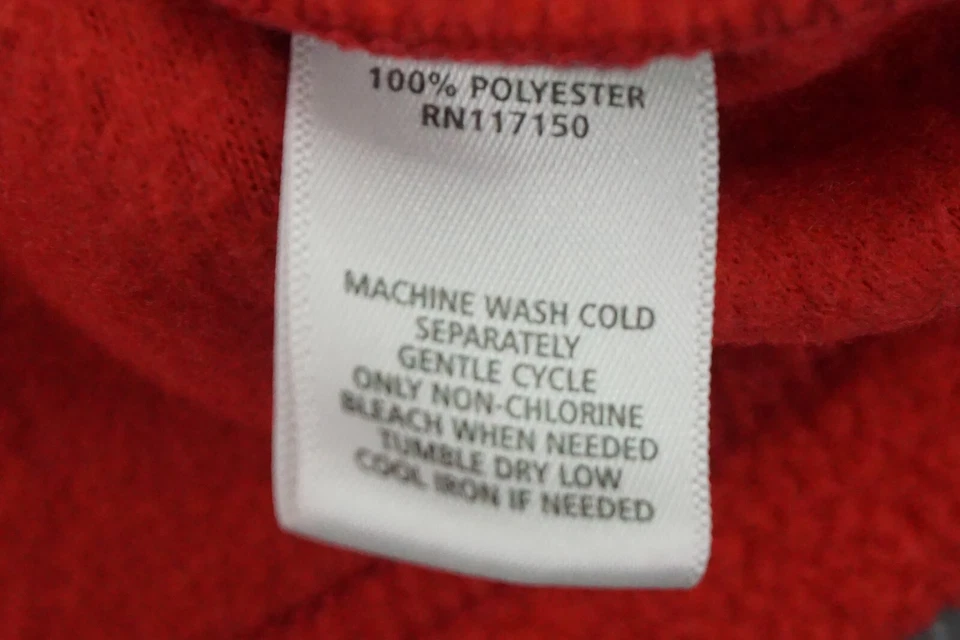 100% POLYESTER
RN117150
MACHINE WASH COLD
SEPARATELY
GENTLE CYCLE
ONLY NON-CHLORINE
BLEACH WHEN NEEDED
TUMBLE DRY LOW
COOL IRON IF NEEDED